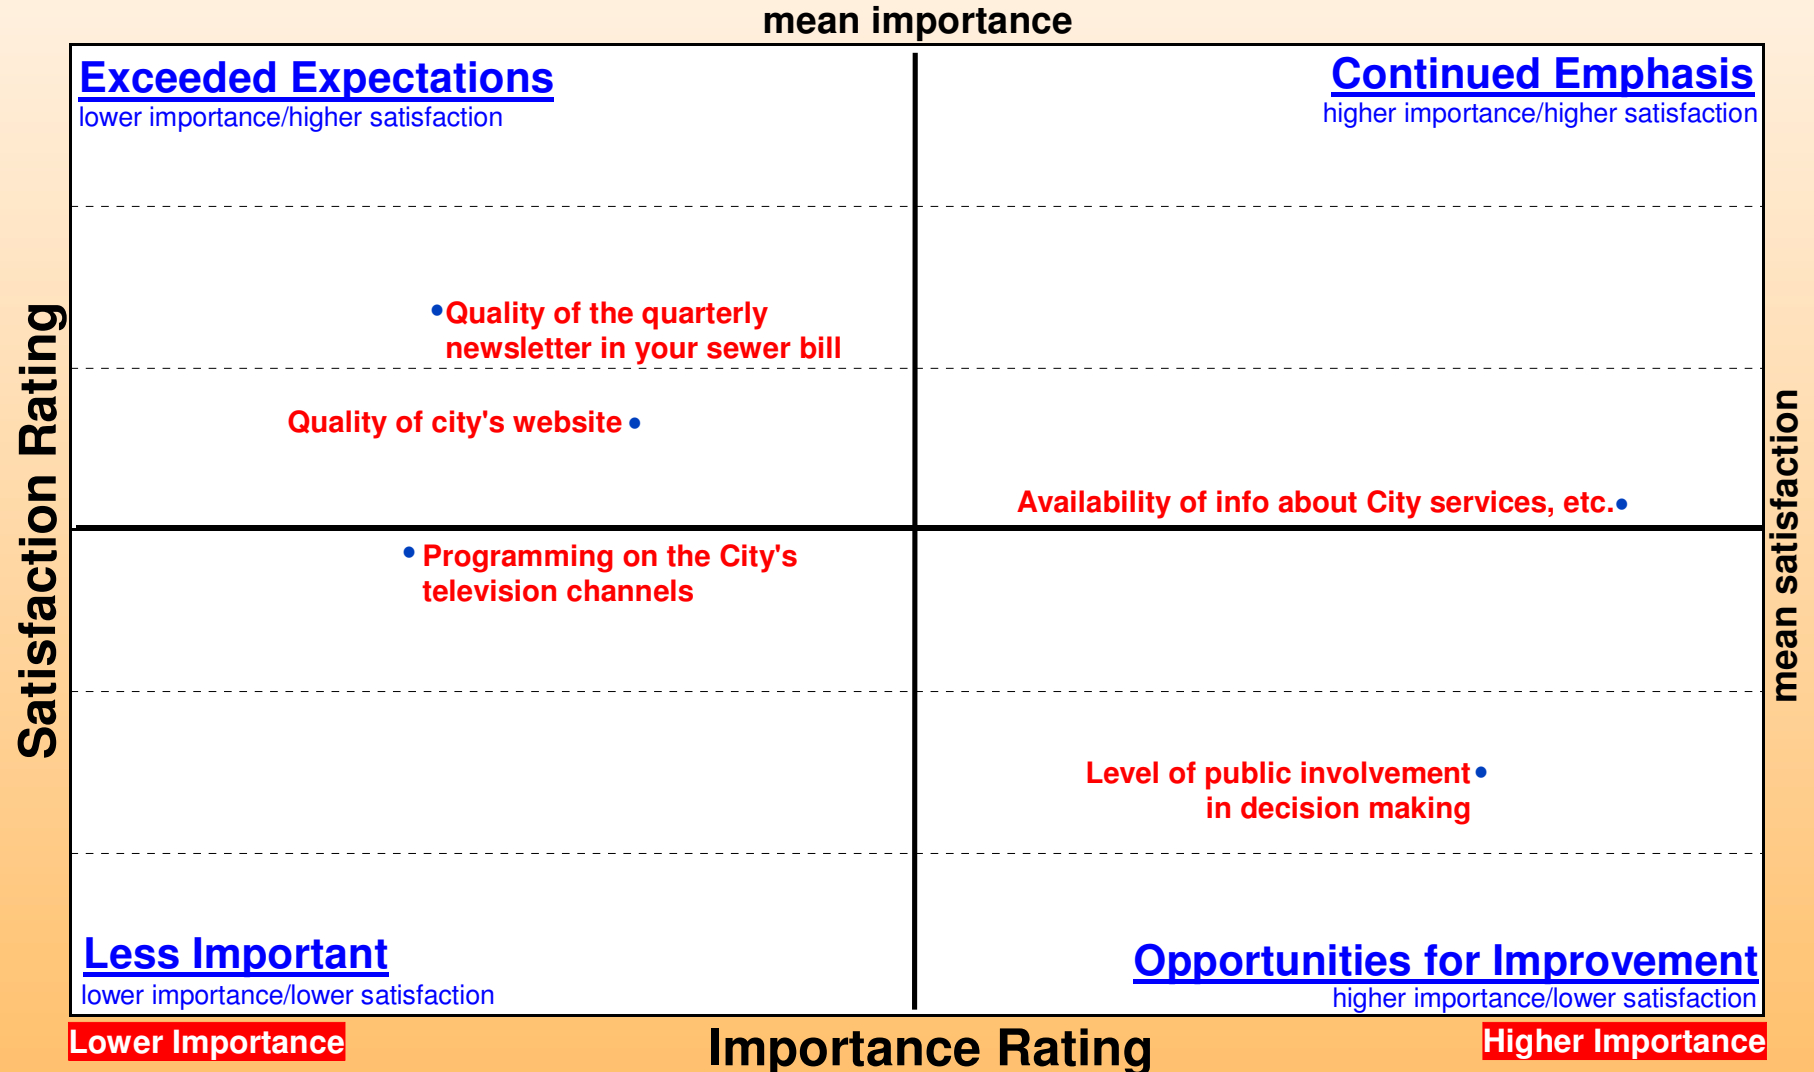 mean importance
Exceeded Expectations
lower importance/higher satisfaction
Continued Emphasis
higher importance/higher satisfaction
Quality of the quarterly
newsletter in your sewer bill
Quality of city's website
Availability of info about City services, etc.
Satisfaction Rating
mean satisfaction
Programming on the City's
television channels
Level of public involvement
in decision making
Less Important
lower importance/lower satisfaction
Opportunities for Improvement
higher importance/lower satisfaction
Lower Importance
Importance Rating
Higher Importance